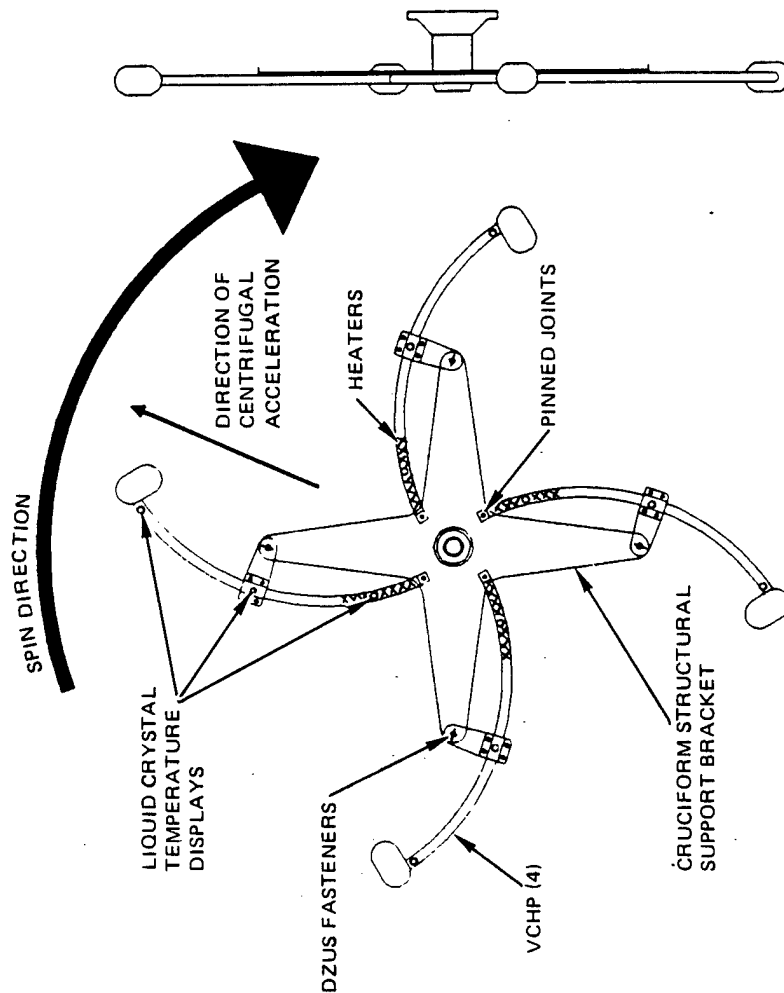 SPIN DIRECTION
DIRECTION OF
CENTRIFUGAL
ACCELERATION
HEATERS
PINNED JOINTS
LIQUID CRYSTAL
TEMPERATURE
DISPLAYS
DZUS FASTENERS
VCHP (4)
CRUCIFORM STRUCTURAL
SUPPORT BRACKET